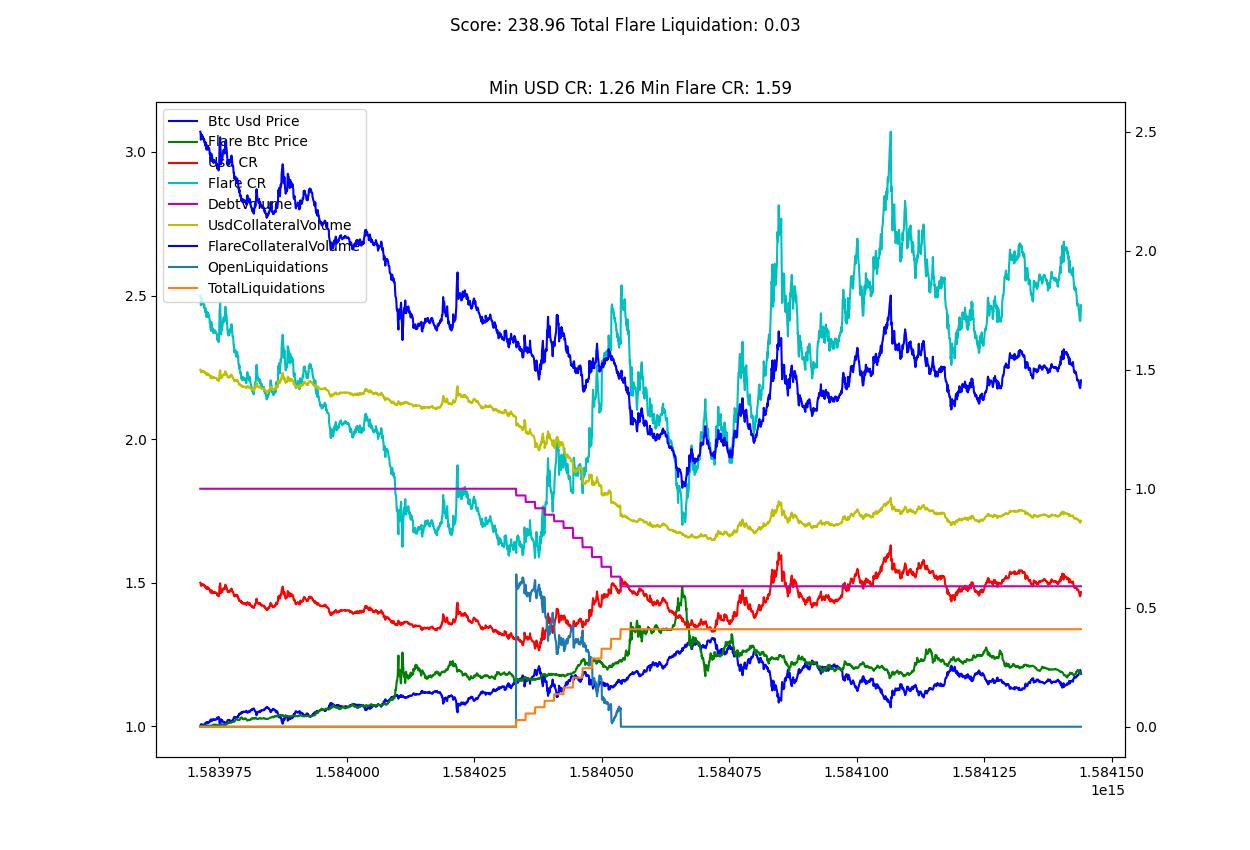 Score: 238.96 Total Flare Liquidation: 0.03
Min USD CR: 1.26 Min Flare CR: 1.59
Btc Usd Price
Flare Btc Price
Usd CR
Flare CR
DebtVolume
UsdCollateralVolume
FlareCollateralVolume
OpenLiquidations
TotalLiquidations
3.0
2.5
2.0
1.5
1.0
2.5
2.0
1.5
1.0
0.5
0.0
1.583975
1.584000
1.584025
1.584050
1.584075
1.584100
1.584125
1.584150
1e15